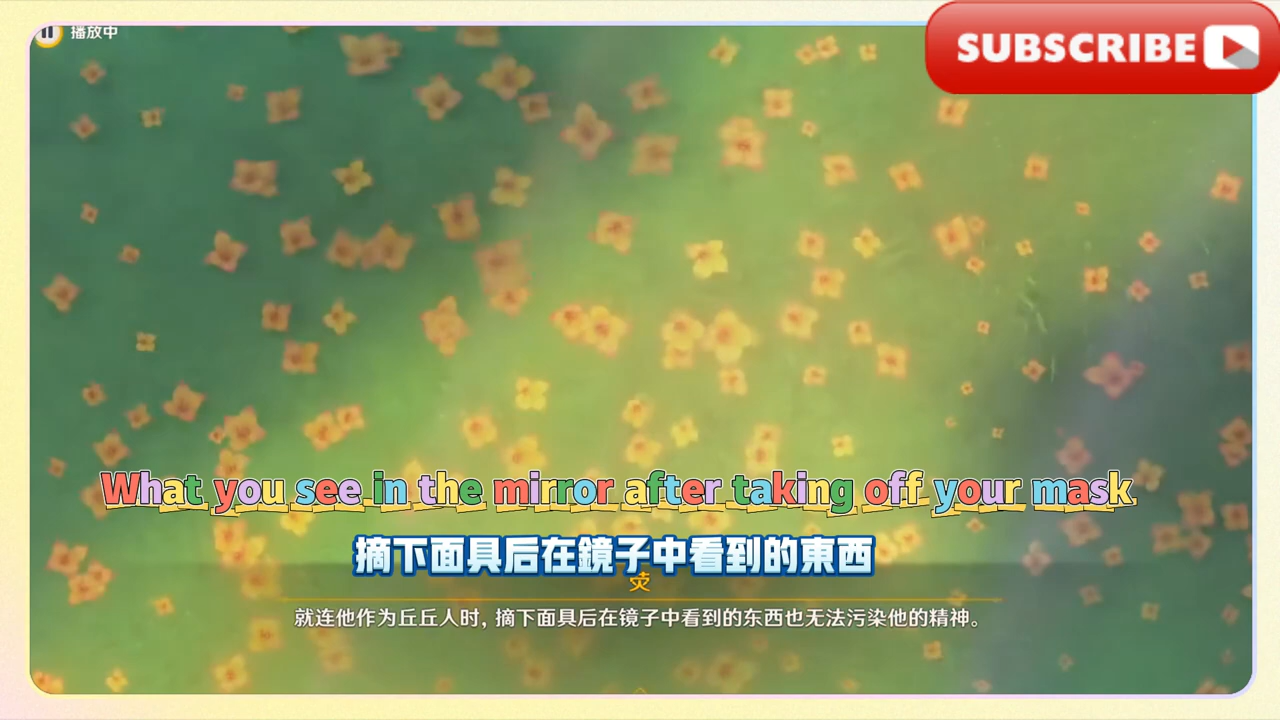 播放中
SUBSCRIBE
What you see in the mirror after taking off your mask
摘下面具后在鏡子中看到的東西
灾
就连他作为丘丘人时，摘下面具后在镜子中看到的东西也无法污染他的精神。